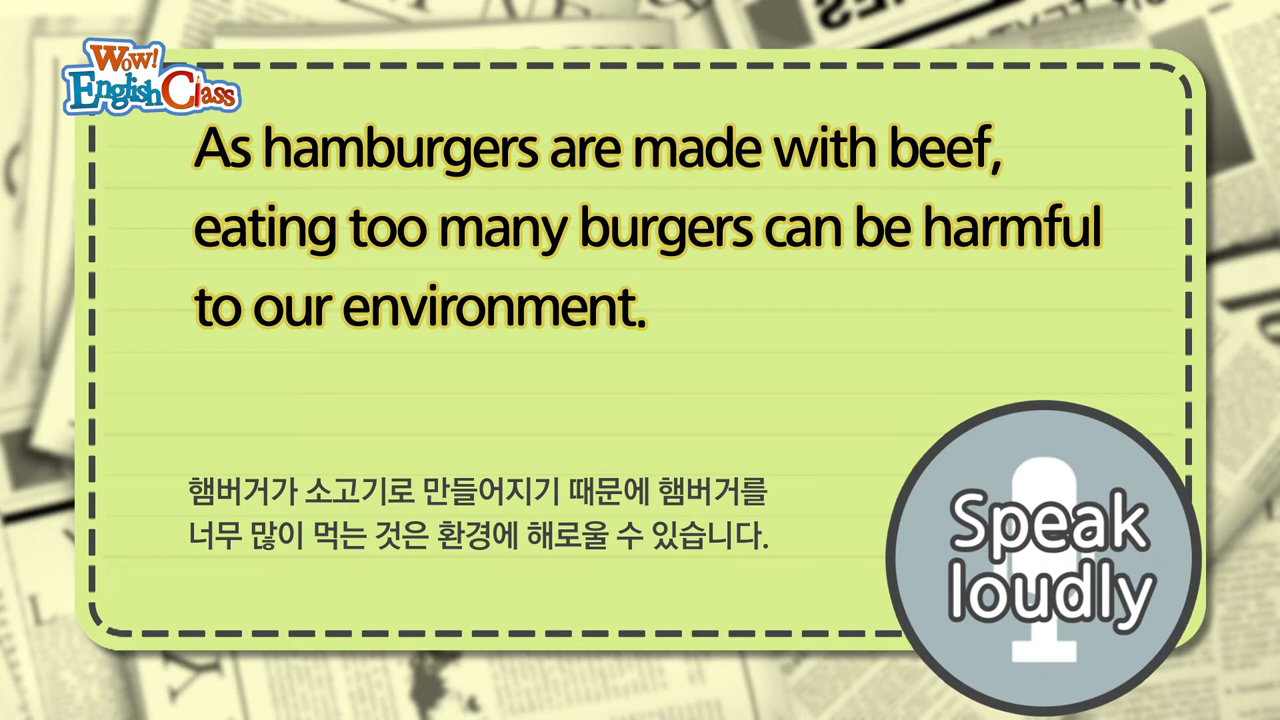 Wow!
English Class
As hamburgers are made with beef,
eating too many burgers can be harmful
to our environment.
햄버거가 소고기로 만들어지기 때문에 햄버거를
너무 많이 먹는 것은 환경에 해로울 수 있습니다.
Speak
loudly